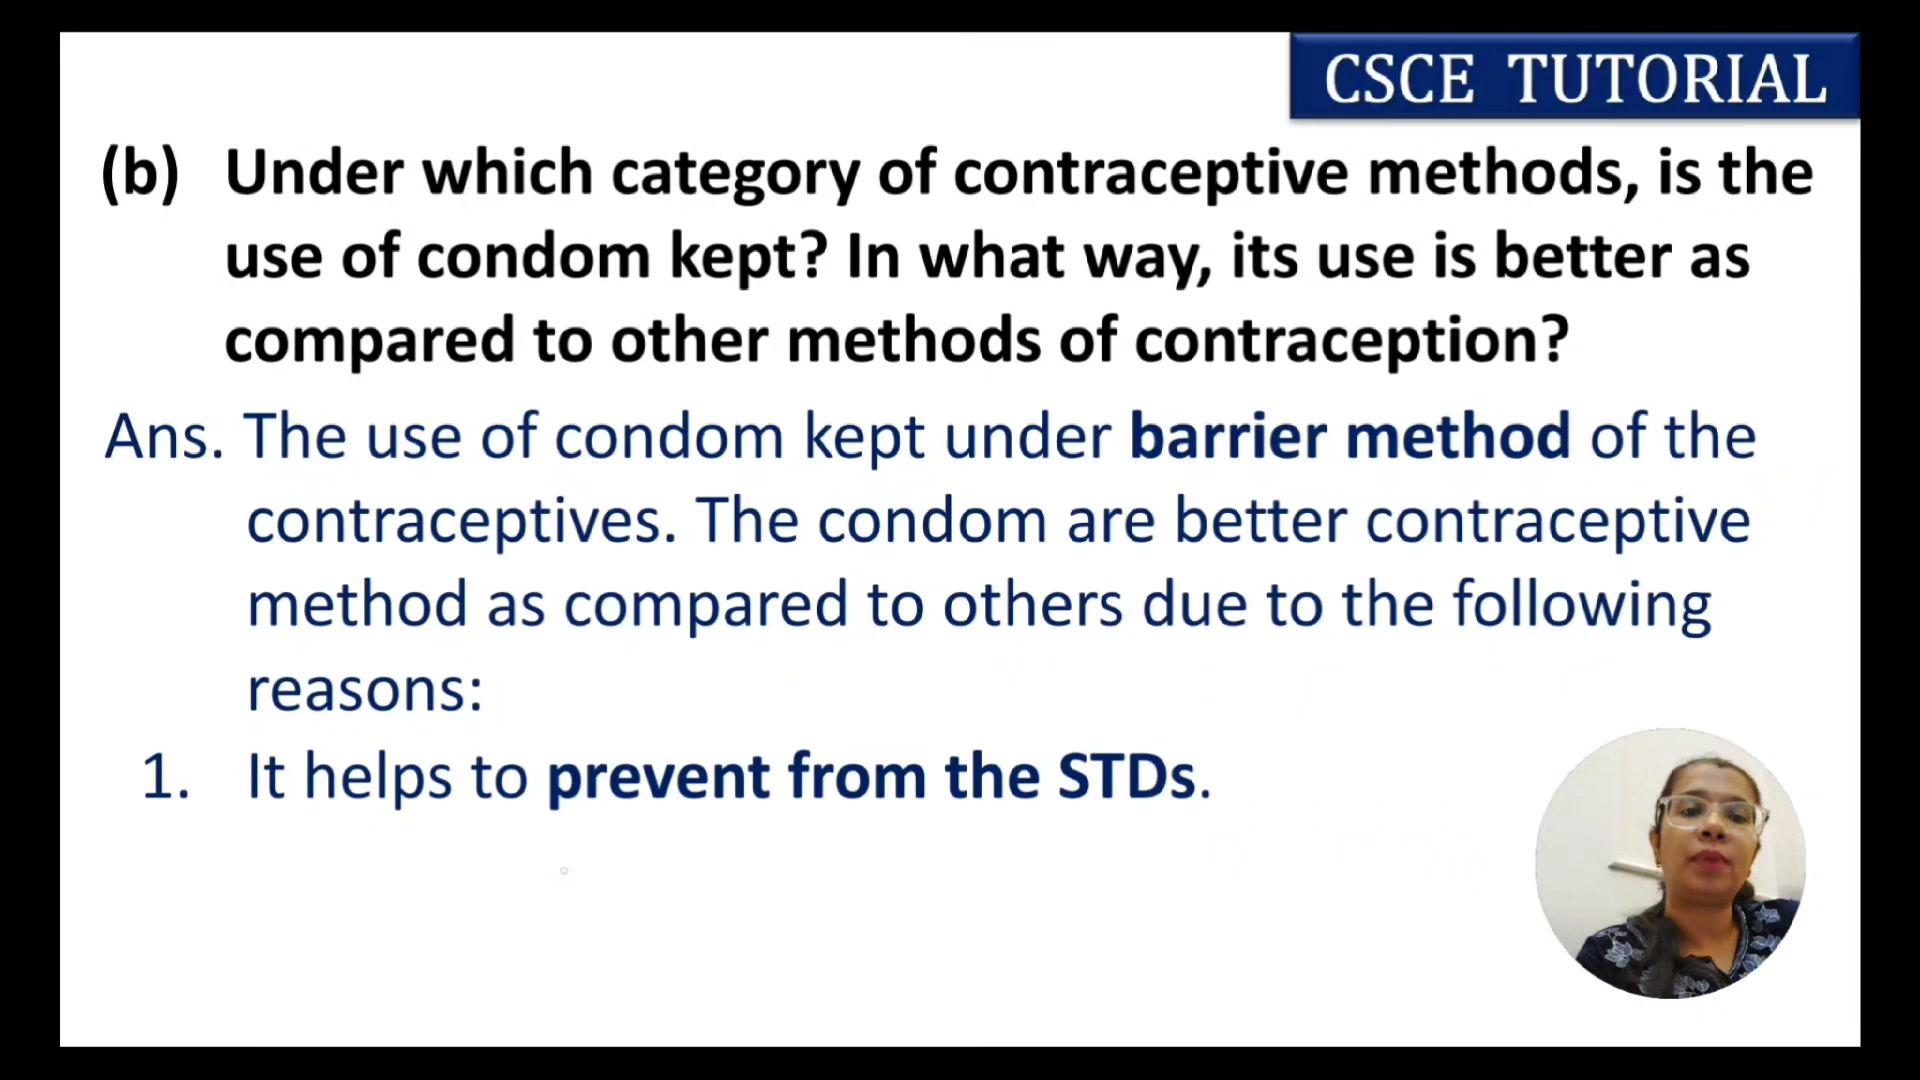 CSCE TUTORIAL
(b) Under which category of contraceptive methods, is the
use of condom kept? In what way, its use is better as
compared to other methods of contraception?
Ans. The use of condom kept under barrier method of the
contraceptives. The condom are better contraceptive
method as compared to others due to the following
reasons:
1. It helps to prevent from the STDs.